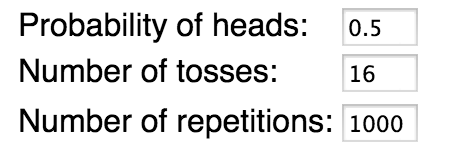 Probability of heads: 0.5
Number of tosses: 16
Number of repetitions: 1000